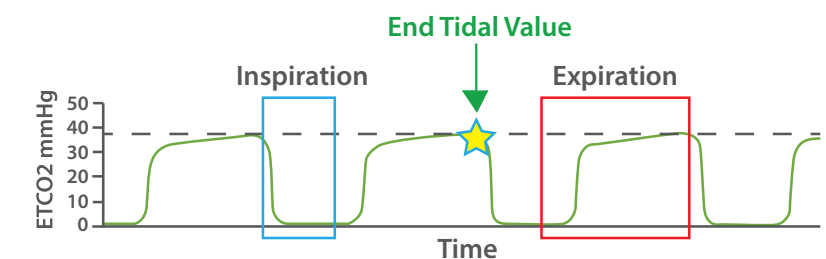 End Tidal Value
Inspiration
Expiration
ETCO2 mmHg
50
40
30
20
10
0
Time